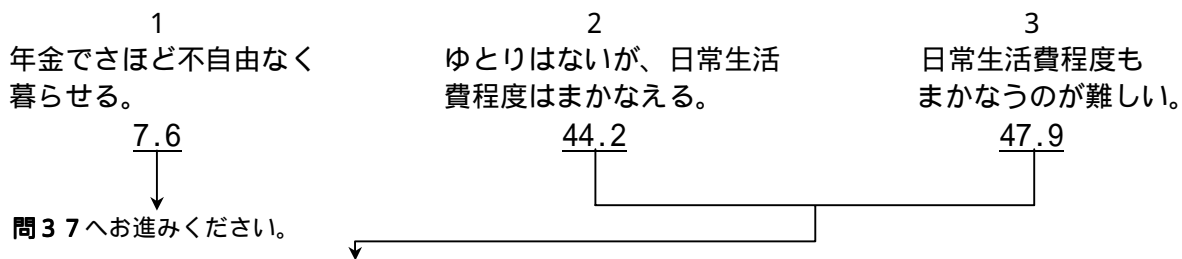 1
年金でさほど不自由なく
暮らせる。
7.6
2
ゆとりはないが、日常生活
費程度はまかなえる。
44.2
3
日常生活費程度も
まかなうのが難しい。
47.9
問37へお進みください。